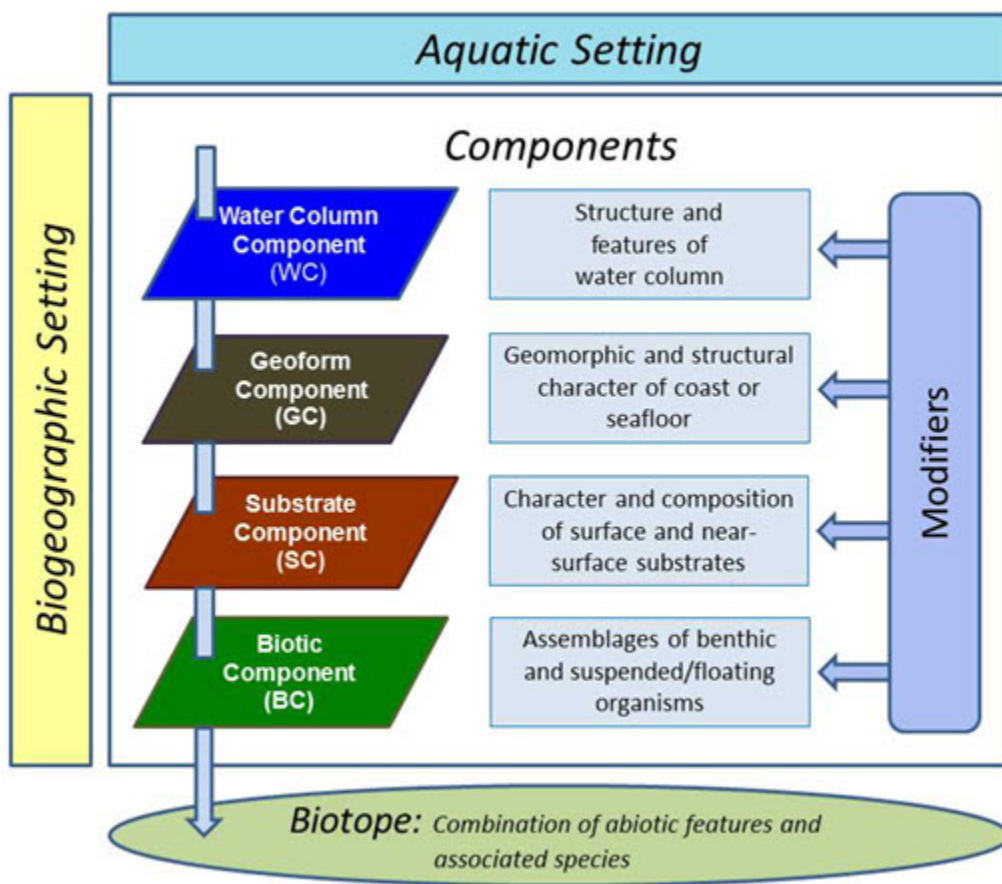 Aquatic Setting
Biogeographic Setting
Components
Water Column
Component
(WC)
Structure and
features of
water column
Geoform
Component
(GC)
Geomorphic and structural
character of coast or
seafloor
Substrate
Component
(SC)
Character and composition
of surface and near-
surface substrates
Biotic
Component
(BC)
Assemblages of benthic
and suspended/floating
organisms
Modifiers
Biotope: Combination of abiotic features and
associated species